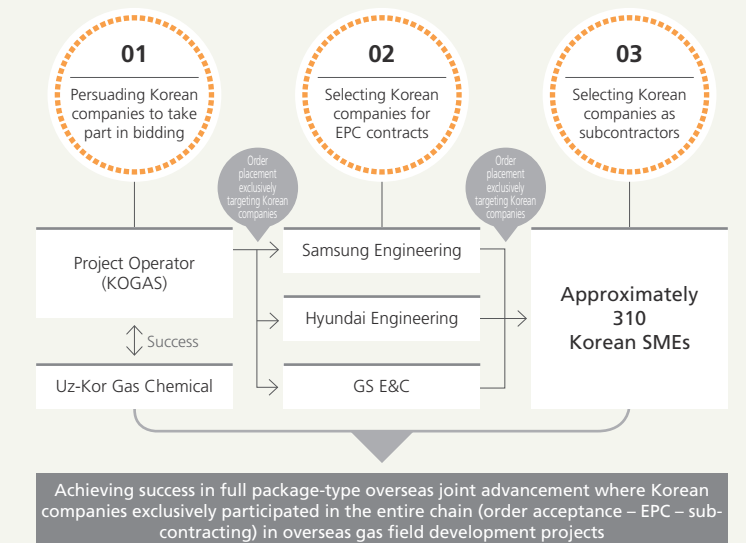 01
Persuading Korean
companies to take
part in bidding
02
Selecting Korean
companies for
EPC contracts
03
Selecting Korean
companies as
subcontractors
Order
placement
exclusively
targeting Korean
companies
Order
placement
exclusively
targeting Korean
companies
Project Operator
(KOGAS)
Success
Uz-Kor Gas Chemical
Samsung Engineering
Hyundai Engineering
GS E&C
Approximately
310
Korean SMEs
Achieving success in full package-type overseas joint advancement where Korean
companies exclusively participated in the entire chain (order acceptance – EPC – sub-
contracting) in overseas gas field development projects